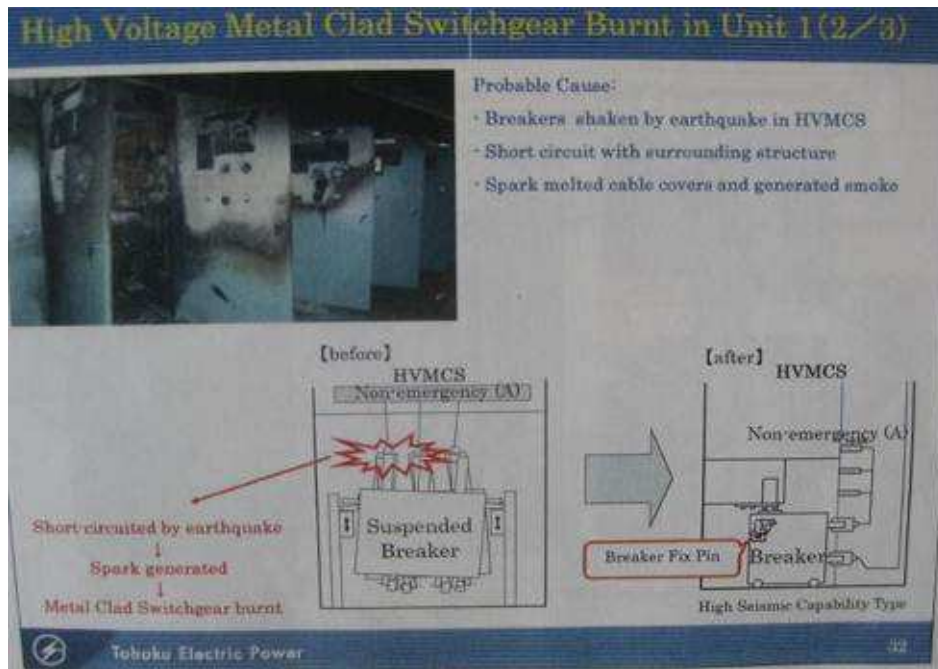 High Voltage Metal Clad Switchgear Burnt in Unit 1(2/3)
Probable Cause:
・Breakers shaken by earthquake in HVMCS
・Short circuit with surrounding structure
・Spark molted cable covers and generated smoke
【before】
HVMCS
Non-emergency (A)
Suspended
Breaker
Short circuited by earthquake
↓
Spark generated
↓
Metal Clad Switchgear burnt
【after】
HVMCS
Non-emergency (A)
Breaker Fix Pin
Breaker
High Seismic Capability Type
Tohoku Electric Power
32